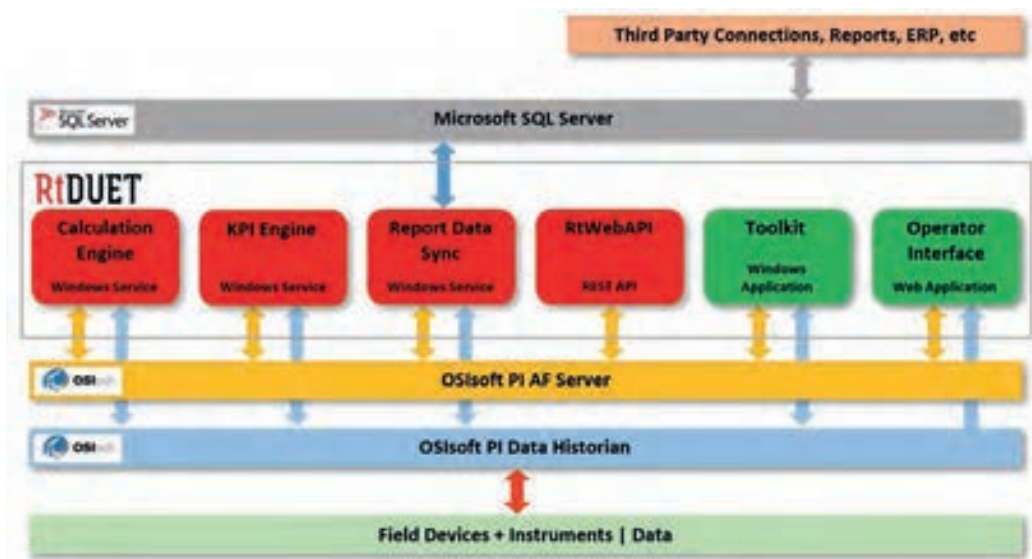 Third Party Connections, Reports, ERP, etc
SQL Server
Microsoft SQL Server
RtDUET
Calculation
Engine
Windows Service
KPI Engine
Windows Service
Report Data
Sync
Windows Service
RtWebAPI
REST API
Toolkit
Windows
Application
Operator
Interface
Web Application
OSIsoft
OSIsoft PI AF Server
OSIsoft
OSIsoft PI Data Historian
Field Devices + Instruments | Data